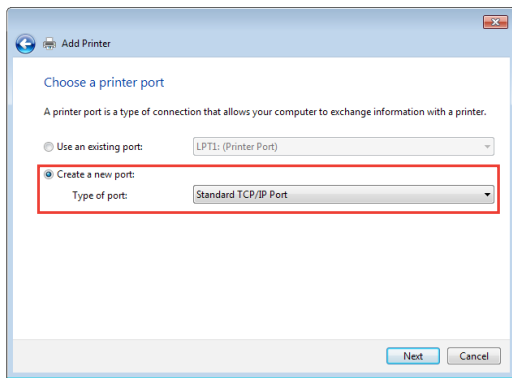 Add Printer
Choose a printer port
A printer port is a type of connection that allows your computer to exchange information with a printer.
Use an existing port: LPT1: (Printer Port)
Create a new port:
Type of port: Standard TCP/IP Port
Next Cancel